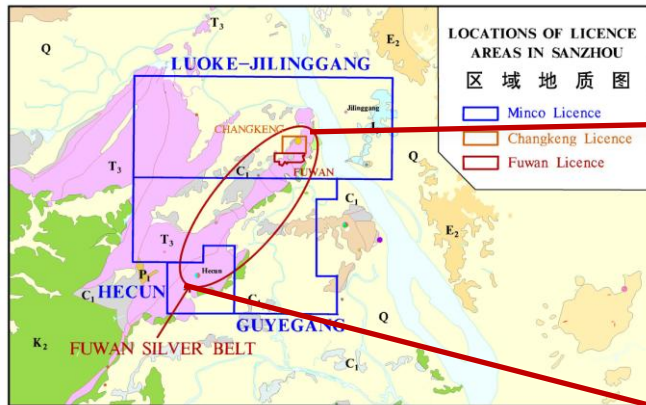 T3
Q
E2
LOCATIONS OF LICENCE
AREAS IN SANZHOU
区域地质图
Minco Licence
Changkeng Licence
Fuwan Licence
LUOKE-JILINGGANG
Jilinggang
CHANGKENG
FUWAN
T3
C1
Q
C1
T3
E2
P1
Hecun
C1
HECUN
C1
GUYEGANG
Q
K2
FUWAN SILVER BELT
C1